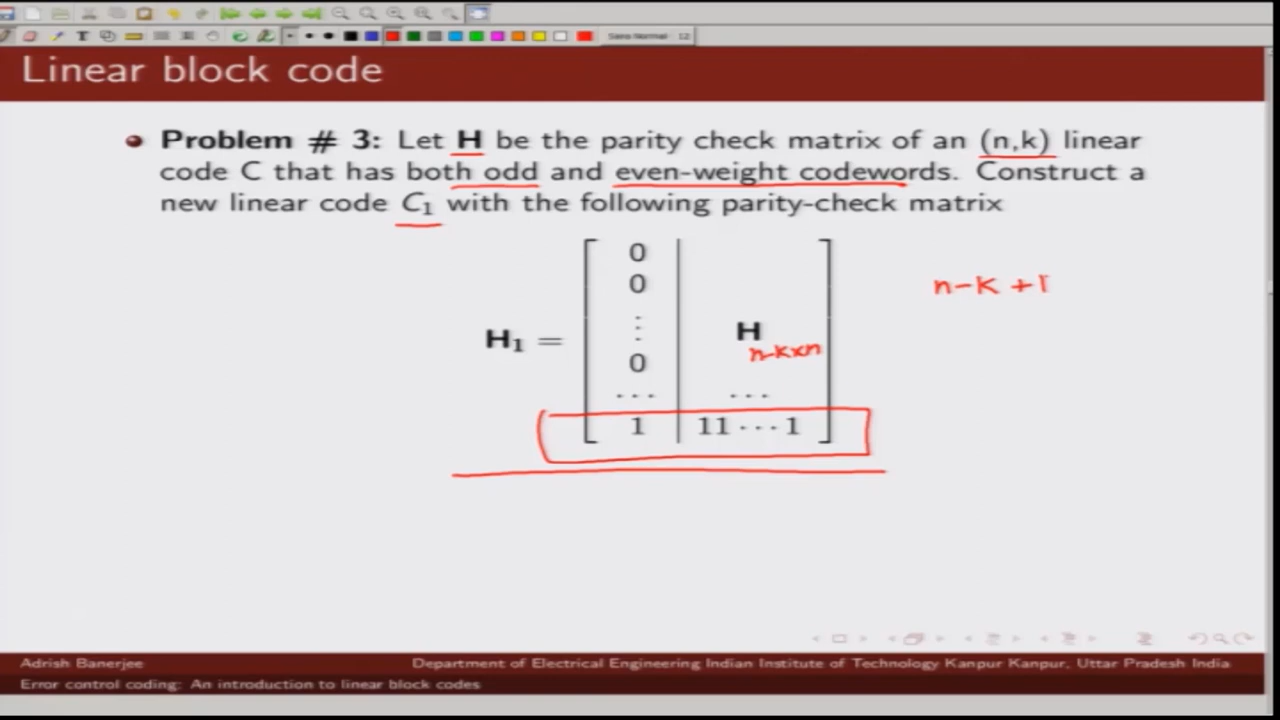 T Sans Normal - 12
Linear block code
Problem # 3: Let H be the parity check matrix of an (n,k) linear
code C that has both odd and even-weight codewords. Construct a
new linear code C₁ with the following parity-check matrix
0
0
n-k+1
⋮
H₁ =
H
n-k×n
0
⋯ ⋯
1 11⋯1
Adrish Banerjee Department of Electrical Engineering Indian Institute of Technology Kanpur Kanpur, Uttar Pradesh India
Error control coding: An introduction to linear block codes